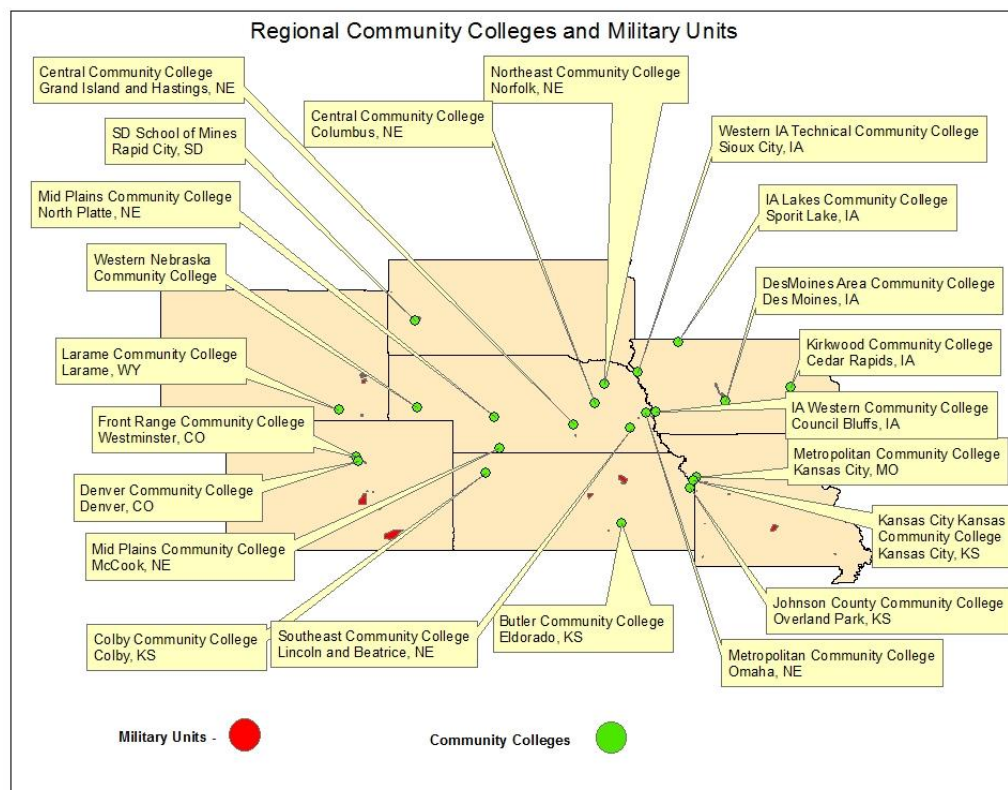 Regional Community Colleges and Military Units
Central Community College
Grand Island and Hastings, NE
Northeast Community College
Norfolk, NE
Central Community College
Columbus, NE
SD School of Mines
Rapid City, SD
Western IA Technical Community College
Sioux City, IA
Mid Plains Community College
North Platte, NE
IA Lakes Community College
Sporit Lake, IA
Western Nebraska
Community College
DesMoines Area Community College
Des Moines, IA
Larame Community College
Larame, WY
Kirkwood Community College
Cedar Rapids, IA
Front Range Community College
Westminster, CO
IA Western Community College
Council Bluffs, IA
Denver Community College
Denver, CO
Metropolitan Community College
Kansas City, MO
Mid Plains Community College
McCook, NE
Kansas City Kansas
Community College
Kansas City, KS
Johnson County Community College
Overland Park, KS
Colby Community College
Colby, KS
Southeast Community College
Lincoln and Beatrice, NE
Butler Community College
Eldorado, KS
Metropolitan Community College
Omaha, NE
Military Units -
Community Colleges